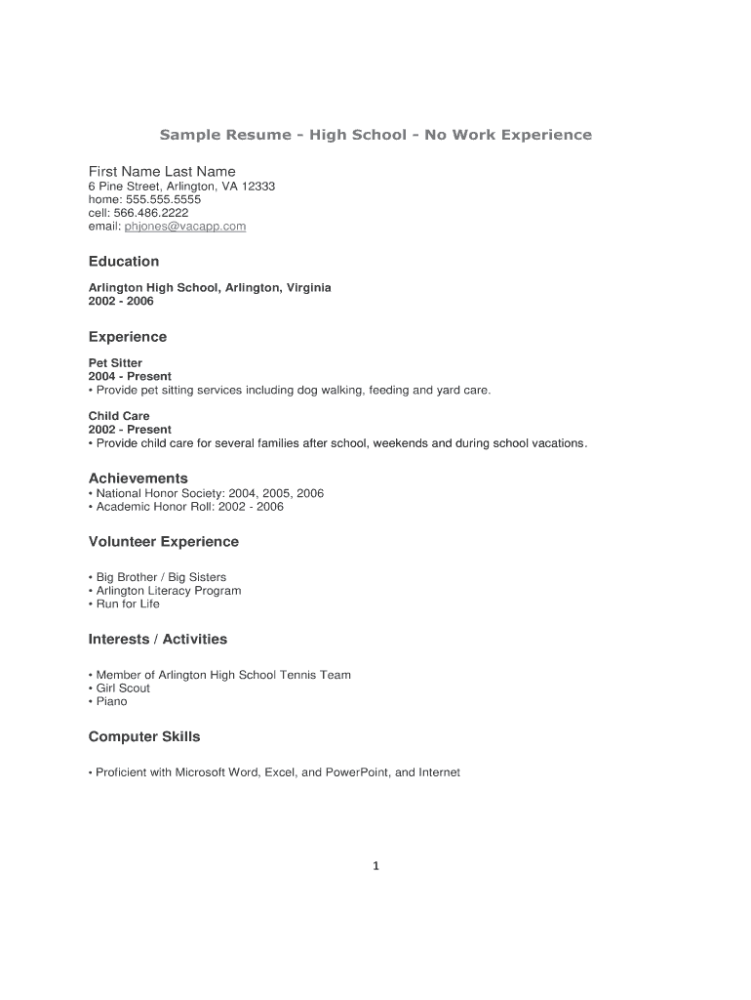 Sample Resume - High School - No Work Experience
First Name Last Name
6 Pine Street, Arlington, VA 12333
home: 555.555.5555
cell: 566.486.2222
email: phjones@vacapp.com
Education
Arlington High School, Arlington, Virginia
2002 - 2006
Experience
Pet Sitter
2004 - Present
• Provide pet sitting services including dog walking, feeding and yard care.
Child Care
2002 - Present
• Provide child care for several families after school, weekends and during school vacations.
Achievements
• National Honor Society: 2004, 2005, 2006
• Academic Honor Roll: 2002 - 2006
Volunteer Experience
• Big Brother / Big Sisters
• Arlington Literacy Program
• Run for Life
Interests / Activities
• Member of Arlington High School Tennis Team
• Girl Scout
• Piano
Computer Skills
• Proficient with Microsoft Word, Excel, and PowerPoint, and Internet
1